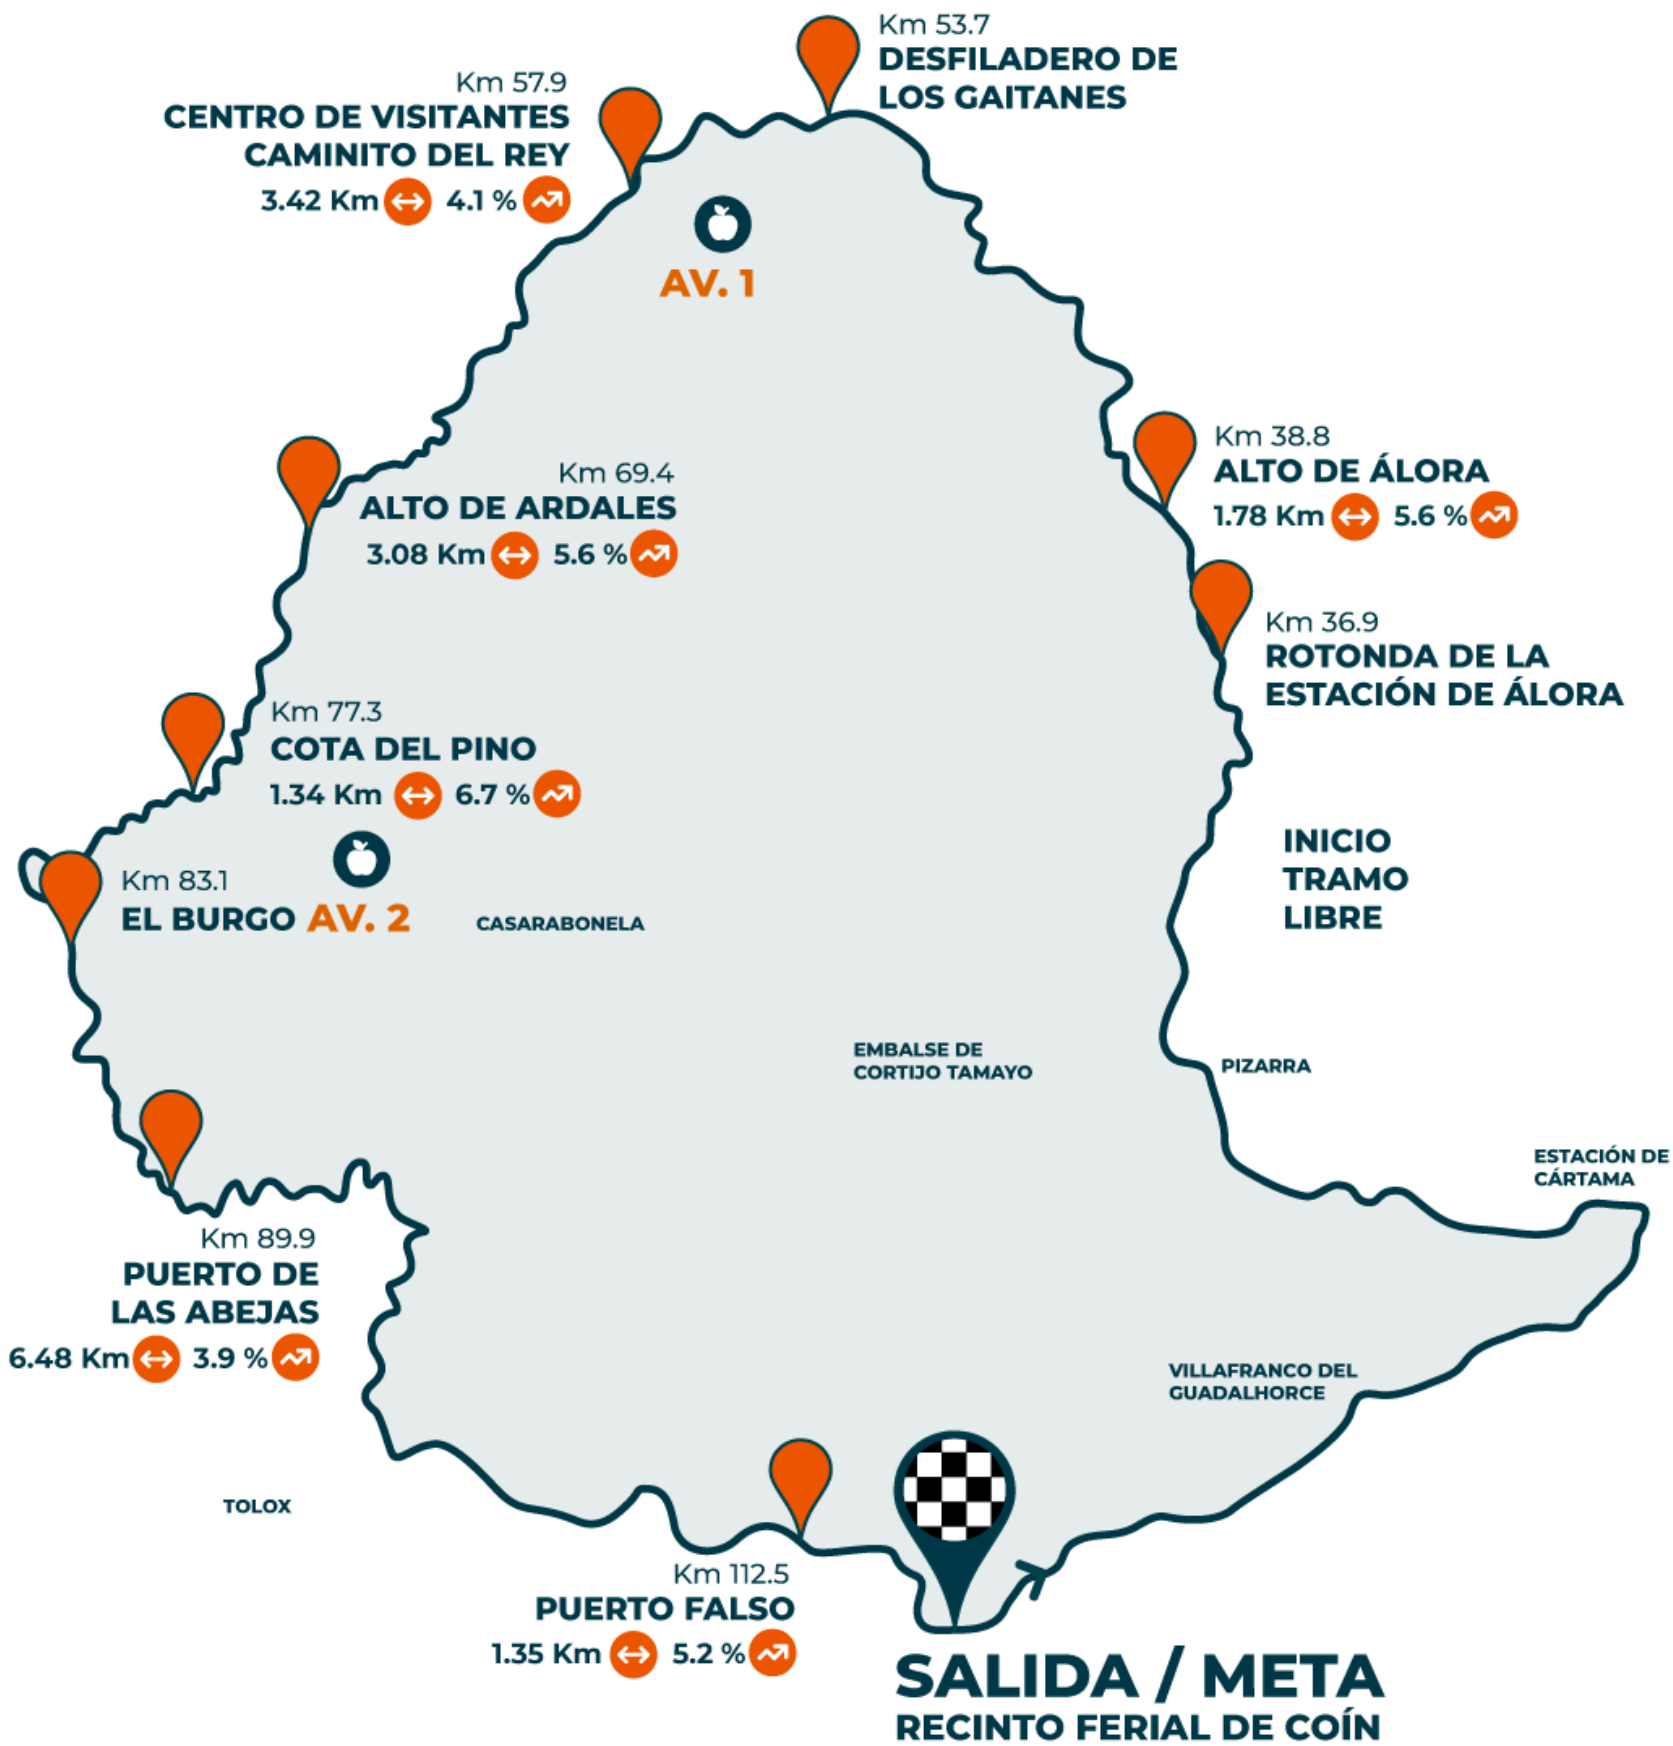 Km 53.7
DESFILADERO DE
LOS GAITANES
Km 57.9
CENTRO DE VISITANTES
CAMINITO DEL REY
3.42 Km 4.1 %
AV. 1
Km 38.8
ALTO DE ÁLORA
1.78 Km 5.6 %
Km 69.4
ALTO DE ARDALES
3.08 Km 5.6 %
Km 36.9
ROTONDA DE LA
ESTACIÓN DE ÁLORA
Km 77.3
COTA DEL PINO
1.34 Km 6.7 %
INICIO
TRAMO
LIBRE
Km 83.1
EL BURGO AV. 2
CASARABONELA
EMBALSE DE
CORTIJO TAMAYO
PIZARRA
ESTACIÓN DE
CÁRTAMA
Km 89.9
PUERTO DE
LAS ABEJAS
6.48 Km 3.9 %
VILLAFRANCO DEL
GUADALHORCE
TOLOX
Km 112.5
PUERTO FALSO
1.35 Km 5.2 %
SALIDA / META
RECINTO FERIAL DE COÍN